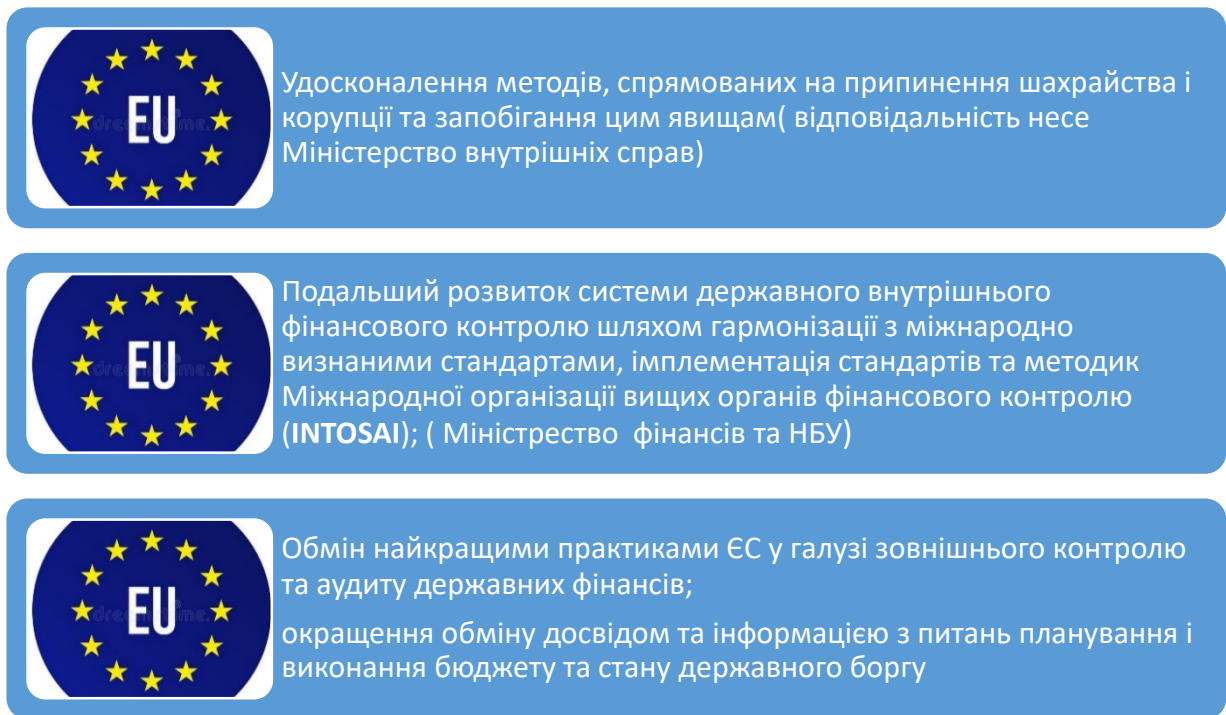 EU
Удосконалення методів, спрямованих на припинення шахрайства і
корупції та запобігання цим явищам( відповідальність несе
Міністерство внутрішніх справ)
EU
Подальший розвиток системи державного внутрішнього
фінансового контролю шляхом гармонізації з міжнародно
визнаними стандартами, імплементація стандартів та методик
Міжнародної організації вищих органів фінансового контролю
(INTOSAI); ( Міністрество  фінансів та НБУ)
EU
Обмін найкращими практиками ЄС у галузі зовнішнього контролю
та аудиту державних фінансів;
окращення обміну досвідом та інформацією з питань планування і
виконання бюджету та стану державного боргу